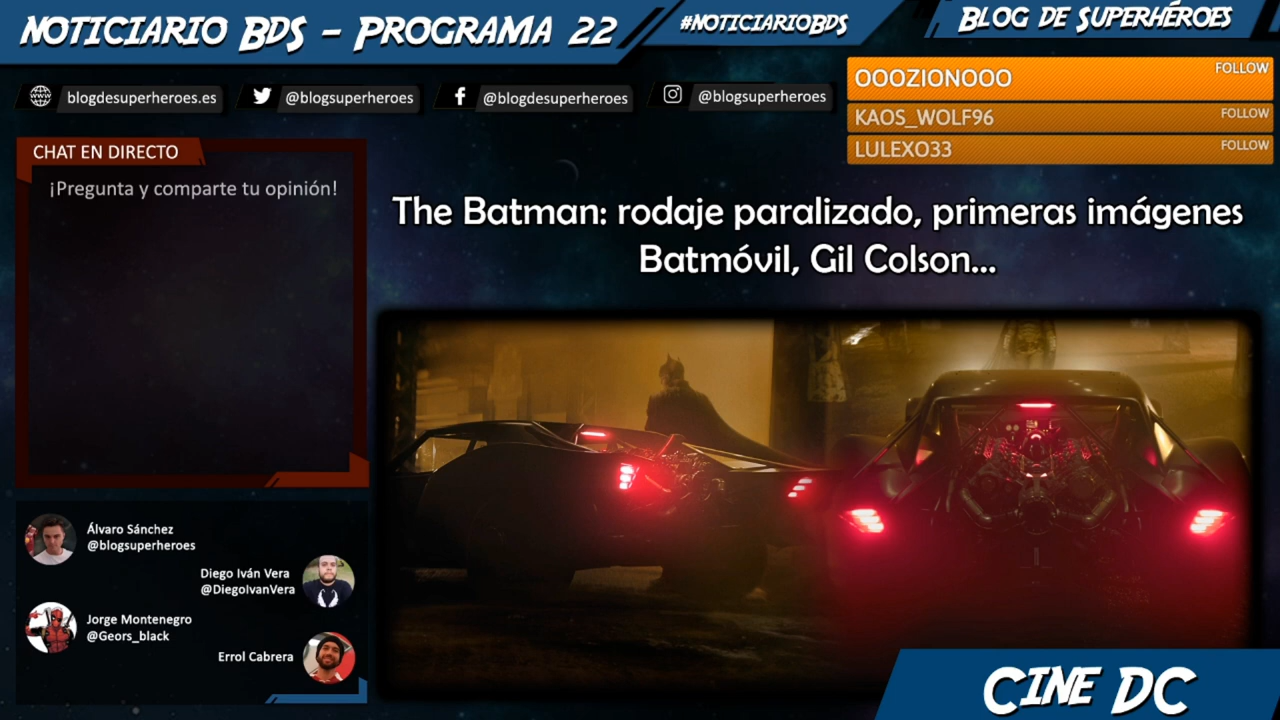 NOTICIARIO BDS - PROGRAMA 22
#NOTICIARIOBDS
BLOG DE SUPERHÉROES
blogdesuperheroes.es
@blogsuperheroes
@blogdesuperheroes
@blogsuperheroes
OOOZIONOOO
FOLLOW
KAOS_WOLF96
FOLLOW
LULEXO33
FOLLOW
CHAT EN DIRECTO
¡Pregunta y comparte tu opinión!
The Batman: rodaje paralizado, primeras imágenes
Batmóvil, Gil Colson...
Álvaro Sánchez
@blogsuperheroes
Diego Iván Vera
@DiegoIvanVera
Jorge Montenegro
@Geors_black
Errol Cabrera
CINE DC